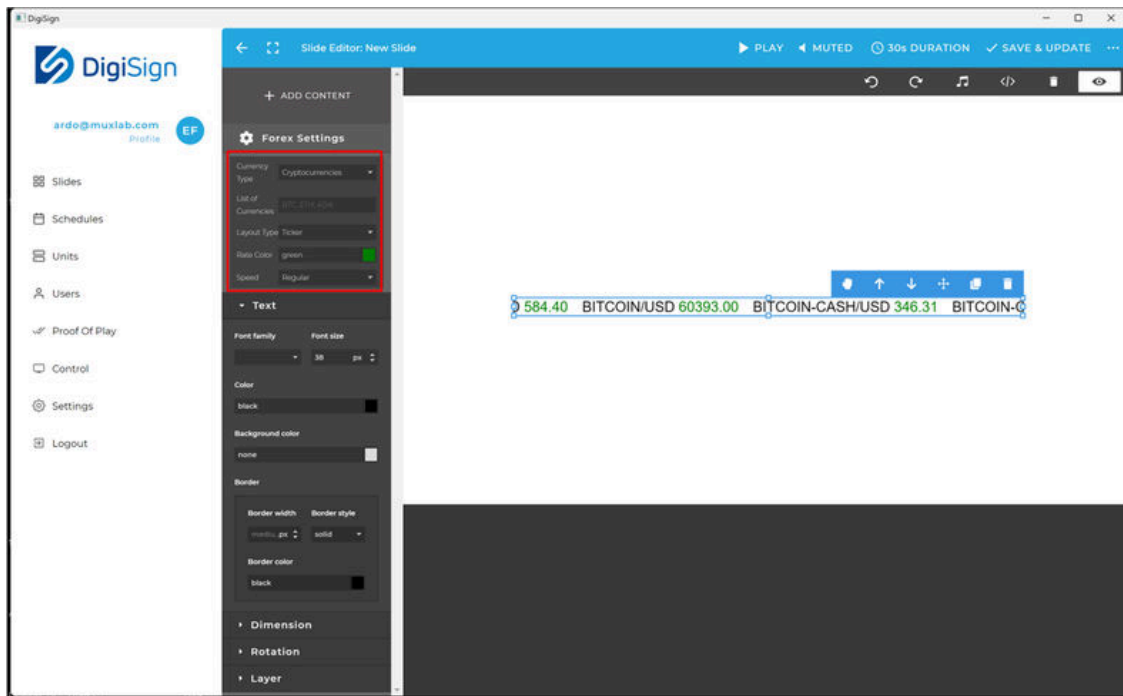 DigiSign
DigiSign
ardo@muxlab.com
Profile
EF
Slides
Schedules
Units
Users
Proof Of Play
Control
Settings
Logout
Slide Editor: New Slide
PLAY MUTED 30s DURATION SAVE & UPDATE
+ ADD CONTENT
Forex Settings
Currency Type Cryptocurrencies
List of Currencies
Layout Type Ticker
Rate Color green
Speed Regular
Text
Font family Font size
38 px
Color
black
Background color
none
Border
Border width Border style
px solid
Border color
black
Dimension
Rotation
Layer
584.40 BITCOIN/USD 60393.00 BITCOIN-CASH/USD 346.31 BITCOIN-